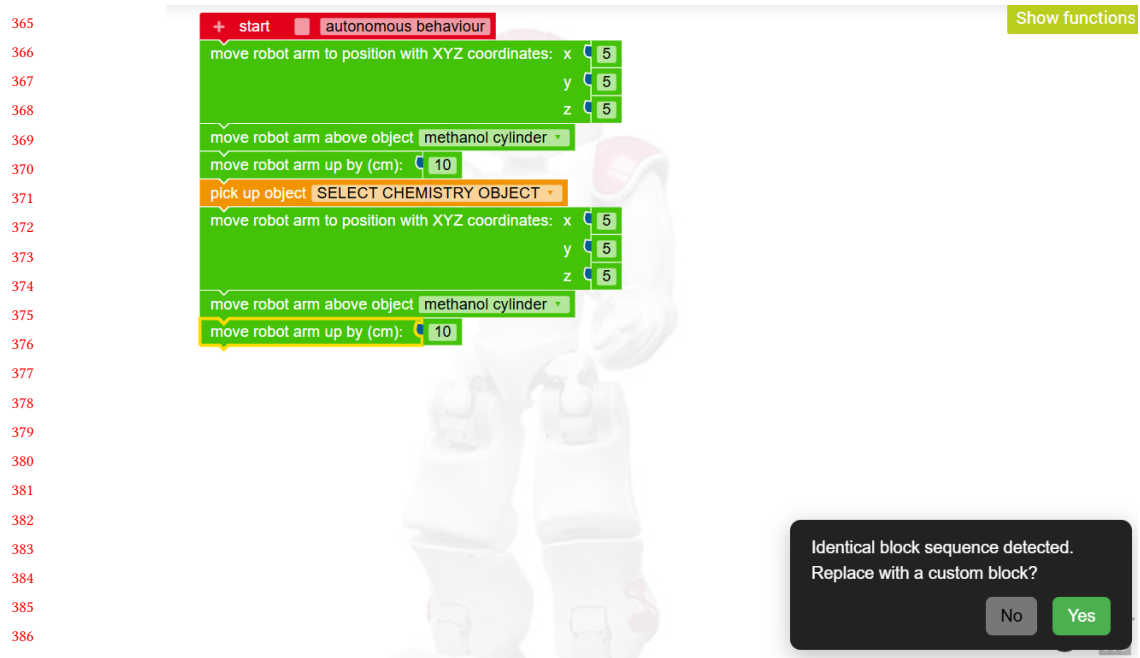 365
366
367
368
369
370
371
372
373
374
375
376
377
378
379
380
381
382
383
384
385
386
+ start autonomous behaviour
Show functions
move robot arm to position with XYZ coordinates: x 5
y 5
z 5
move robot arm above object methanol cylinder
move robot arm up by (cm): 10
pick up object SELECT CHEMISTRY OBJECT
move robot arm to position with XYZ coordinates: x 5
y 5
z 5
move robot arm above object methanol cylinder
move robot arm up by (cm): 10
Identical block sequence detected.
Replace with a custom block?
No Yes